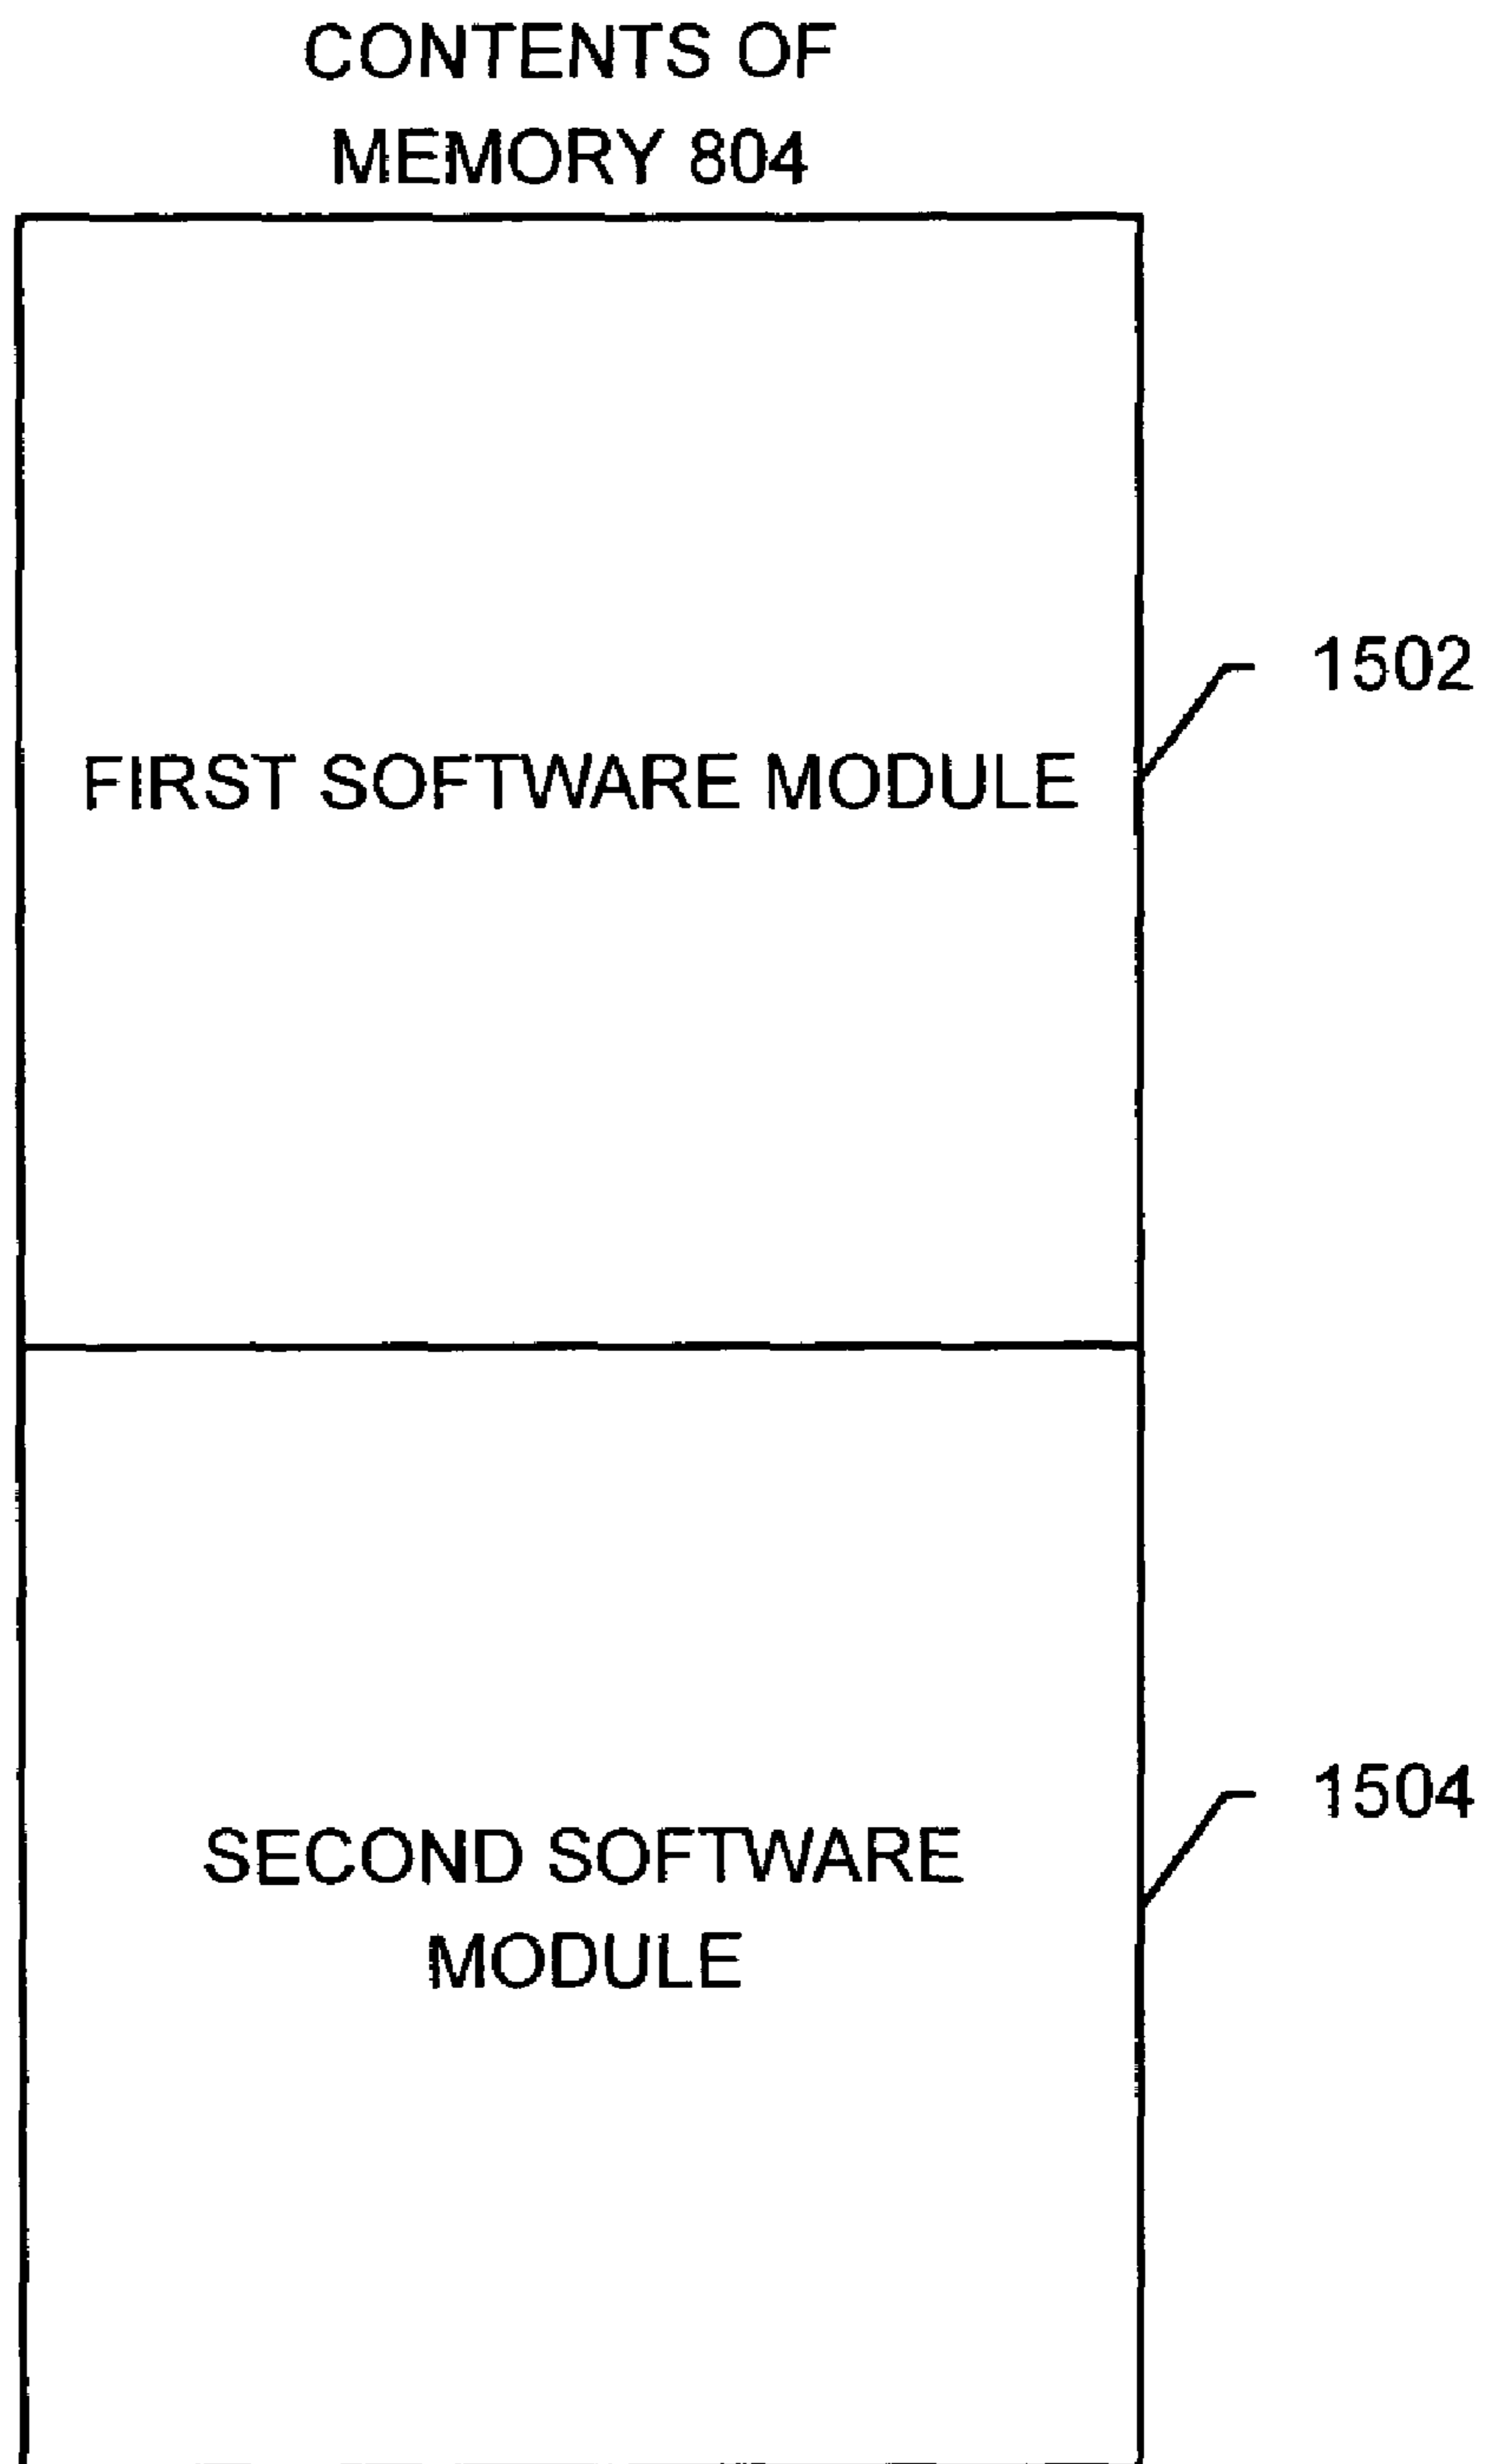 CONTENTS OF
MEMORY 804
1502
FIRST SOFTWARE MODULE
1504
SECOND SOFTWARE
MODULE